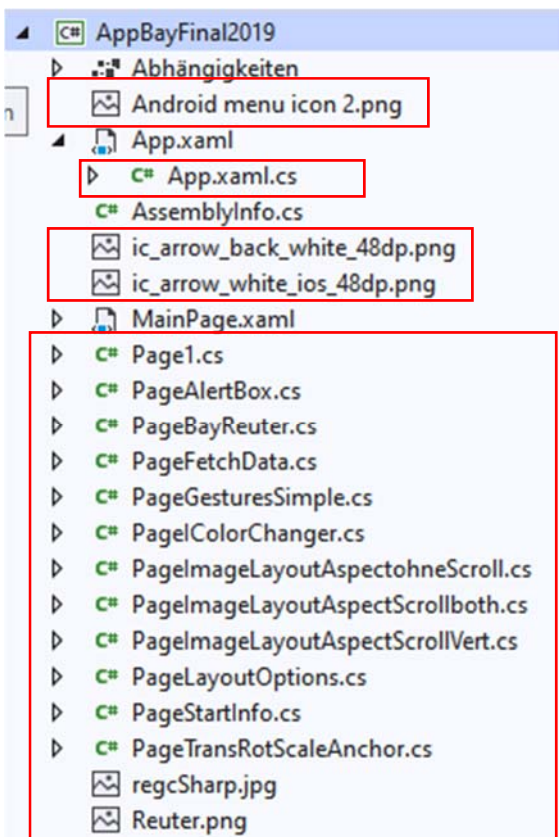 C# AppBayFinal2019
Abhängigkeiten
n
Android menu icon 2.png
App.xaml
C# App.xaml.cs
C# AssemblyInfo.cs
ic_arrow_back_white_48dp.png
ic_arrow_white_ios_48dp.png
MainPage.xaml
C# Page1.cs
C# PageAlertBox.cs
C# PageBayReuter.cs
C# PageFetchData.cs
C# PageGesturesSimple.cs
C# PageIColorChanger.cs
C# PageImageLayoutAspectohneScroll.cs
C# PageImageLayoutAspectScrollboth.cs
C# PageImageLayoutAspectScrollVert.cs
C# PageLayoutOptions.cs
C# PageStartInfo.cs
C# PageTransRotScaleAnchor.cs
regcSharp.jpg
Reuter.png